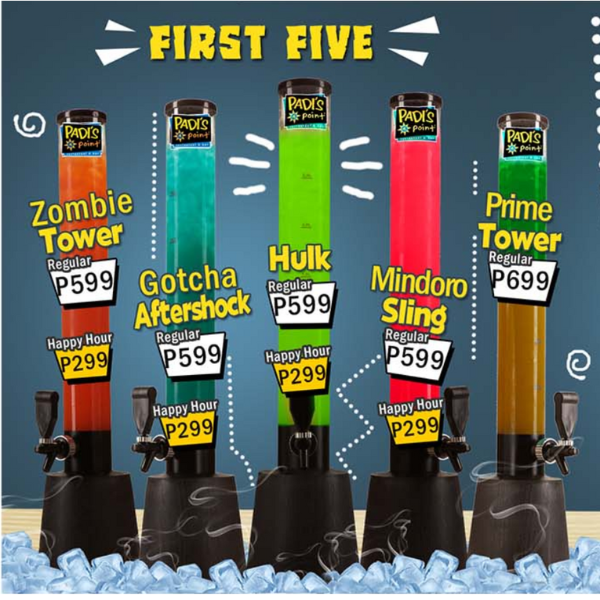 FIRST FIVE
PADI'S
point
PADI'S
point
PADI'S
point
PADI'S
point
PADI'S
point
Zombie
Tower
Regular
P599
Happy Hour
P299
Gotcha
Aftershock
Regular
P599
Happy Hour
P299
Hulk
Regular
P599
Happy Hour
P299
Mindoro
Sling
Regular
P599
Happy Hour
P299
Prime
Tower
Regular
P699